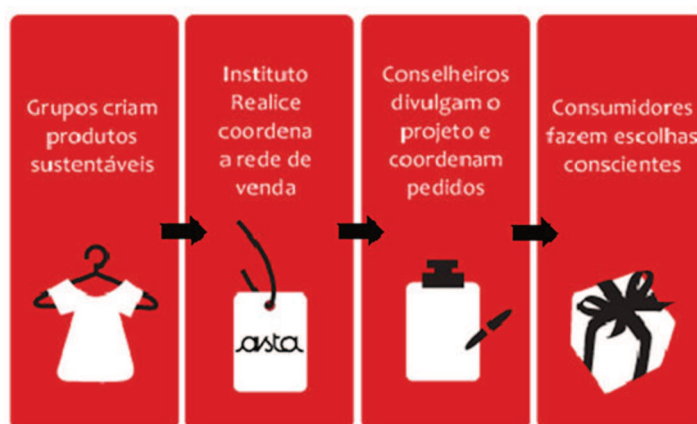 Grupos criam
produtos
sustentáveis
Instituto
Realice
coordena
a rede de
venda
asta
Conselheiros
divulgam o
projeto e
coordenam
pedidos
Consumidores
fazem escolhas
conscientes